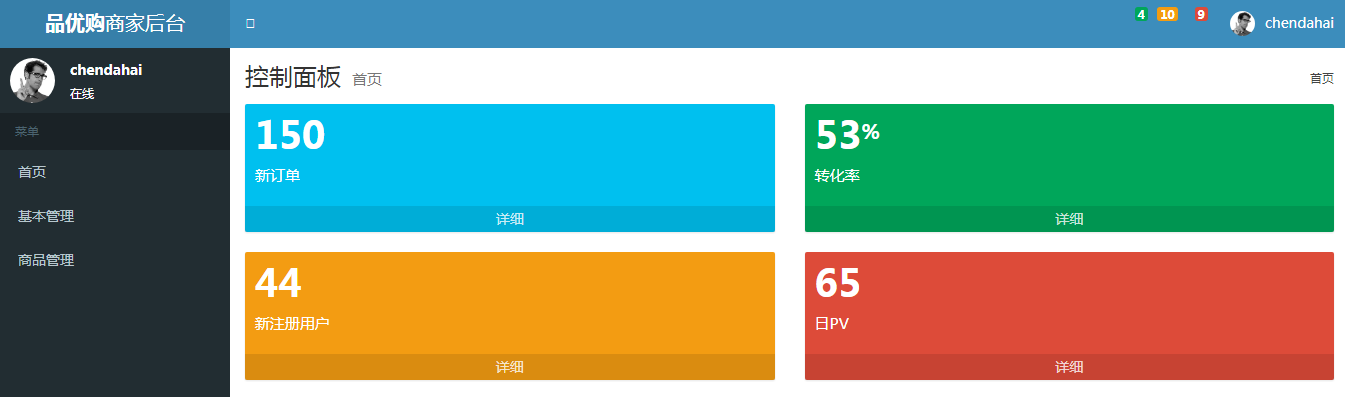 品优购商家后台
4 10 9 chendahai
chendahai
在线
菜单
首页
基本管理
商品管理
控制面板 首页
首页
150
新订单
详细
53%
转化率
详细
44
新注册用户
详细
65
日PV
详细